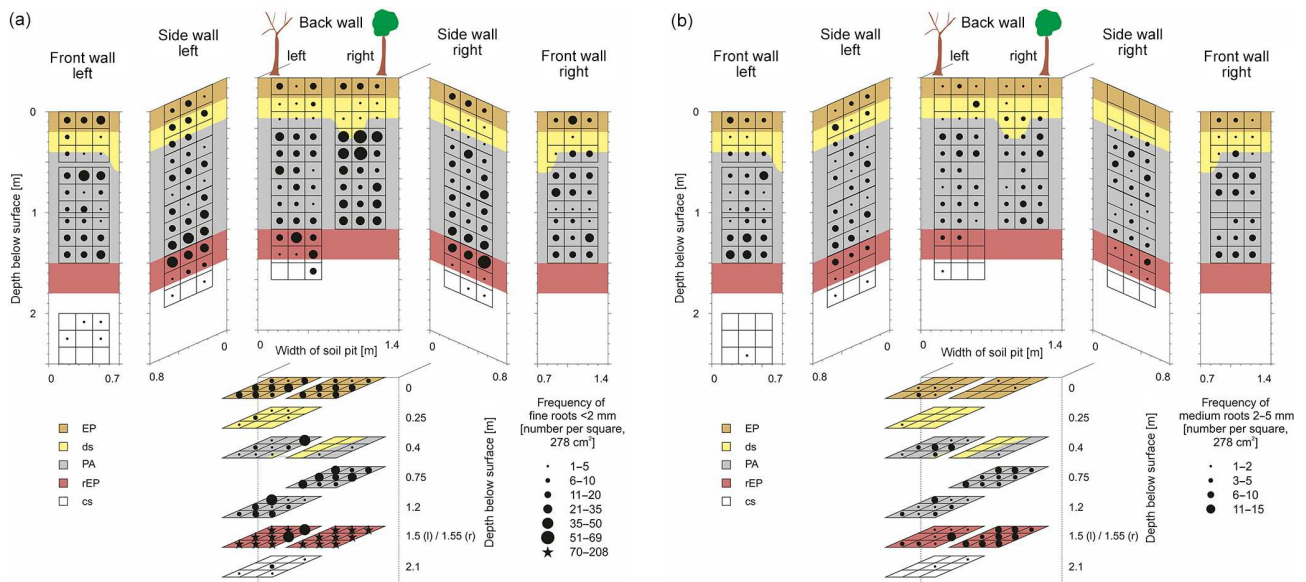 (a)
Front wall
left
Side wall
left
Back wall
left
right
Side wall
right
Front wall
right
Depth below surface [m]
0
1
2
0
0.7
0.8
0
0
1.4
Width of soil pit [m]
0
0.8
0.7
1.4
EP
ds
PA
rEP
cs
0
0.25
0.4
0.75
1.2
1.5 (l) / 1.55 (r)
2.1
Depth below surface [m]
Frequency of
fine roots <2 mm
[number per square,
278 cm²]
1–5
6–10
11–20
21–35
35–50
51–69
70–208
(b)
Front wall
left
Side wall
left
Back wall
left
right
Side wall
right
Front wall
right
Depth below surface [m]
0
1
2
0
0.7
0.8
0
0
1.4
Width of soil pit [m]
0
0.8
0.7
1.4
EP
ds
PA
rEP
cs
0
0.25
0.4
0.75
1.2
1.5 (l) / 1.55 (r)
2.1
Depth below surface [m]
Frequency of
medium roots 2–5 mm
[number per square,
278 cm²]
1–2
3–5
6–10
11–15